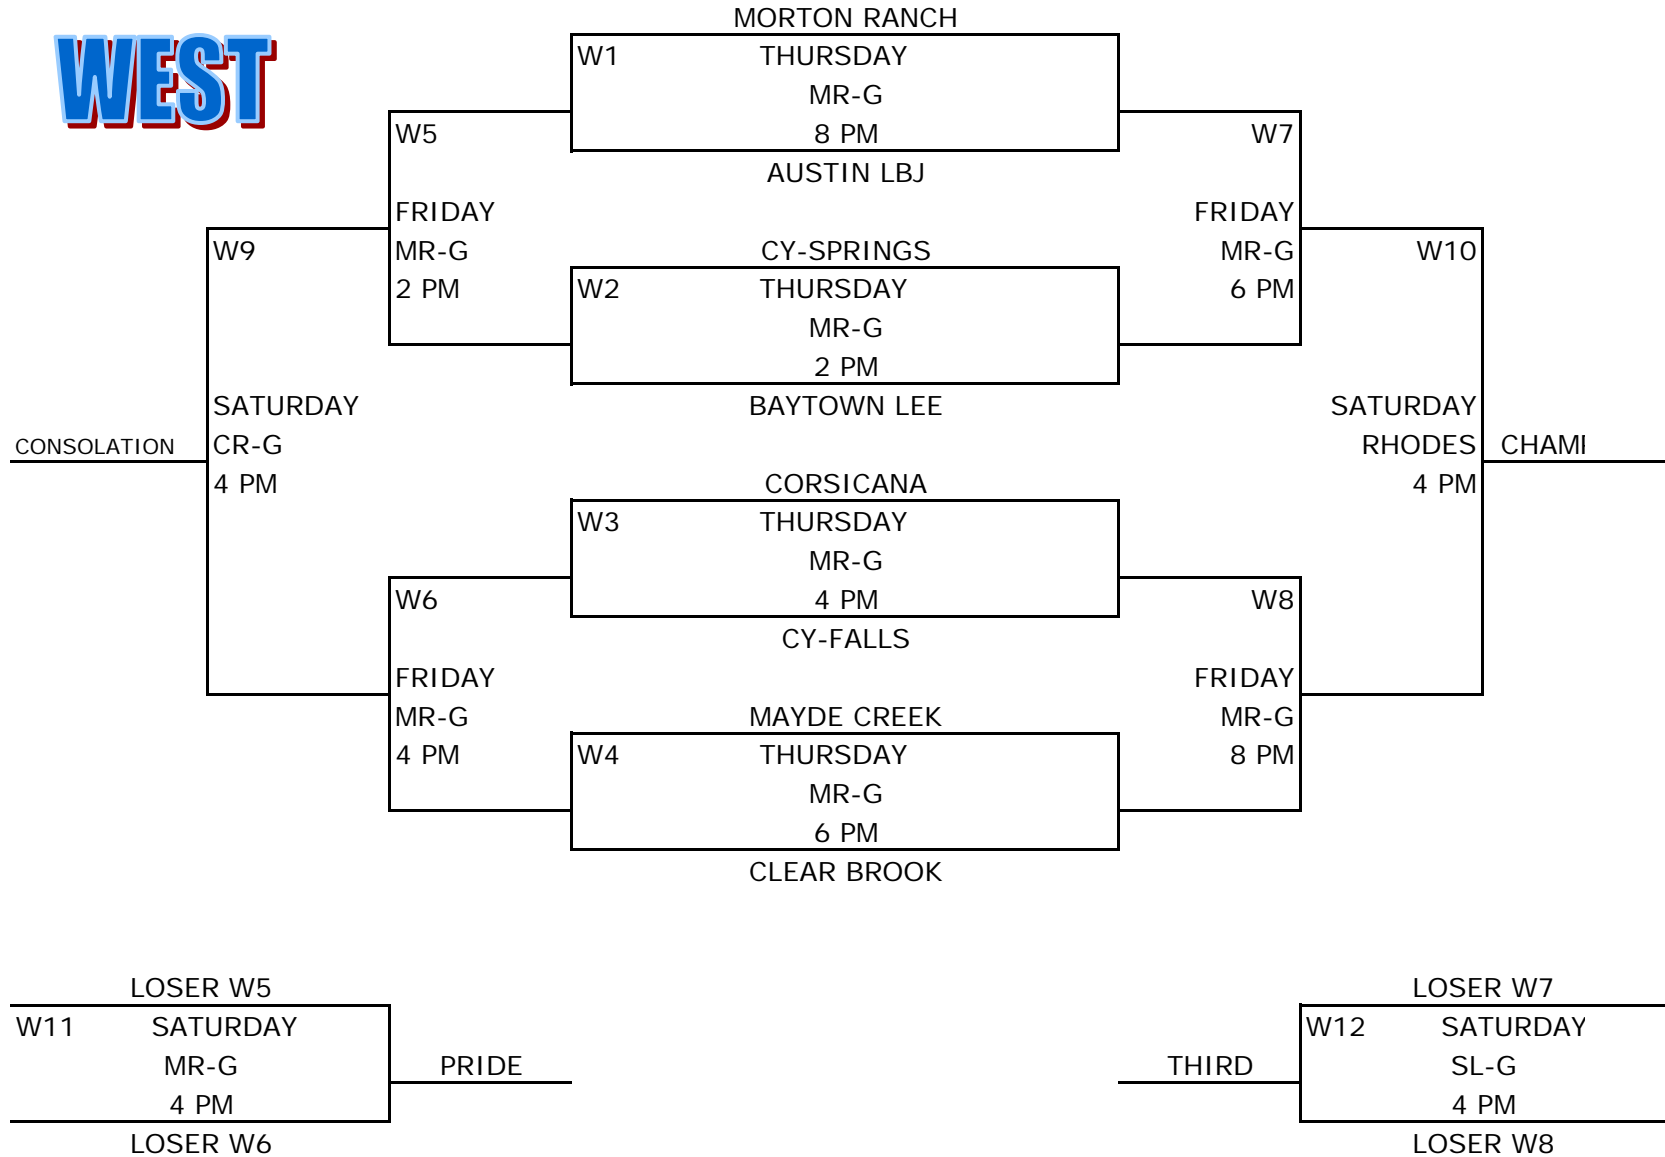 WEST
MORTON RANCH
W1 THURSDAY
MR-G
8 PM
AUSTIN LBJ
W5
FRIDAY
MR-G
2 PM
W7
FRIDAY
MR-G
6 PM
CY-SPRINGS
W2 THURSDAY
MR-G
2 PM
BAYTOWN LEE
W9
SATURDAY
CR-G
4 PM
CONSOLATION
W10
SATURDAY
RHODES
4 PM
CHAM
CORSICANA
W3 THURSDAY
MR-G
4 PM
CY-FALLS
W6
FRIDAY
MR-G
4 PM
W8
FRIDAY
MR-G
8 PM
MAYDE CREEK
W4 THURSDAY
MR-G
6 PM
CLEAR BROOK
LOSER W5
W11 SATURDAY
MR-G
4 PM
LOSER W6
PRIDE
THIRD
LOSER W7
W12 SATURDAY
SL-G
4 PM
LOSER W8